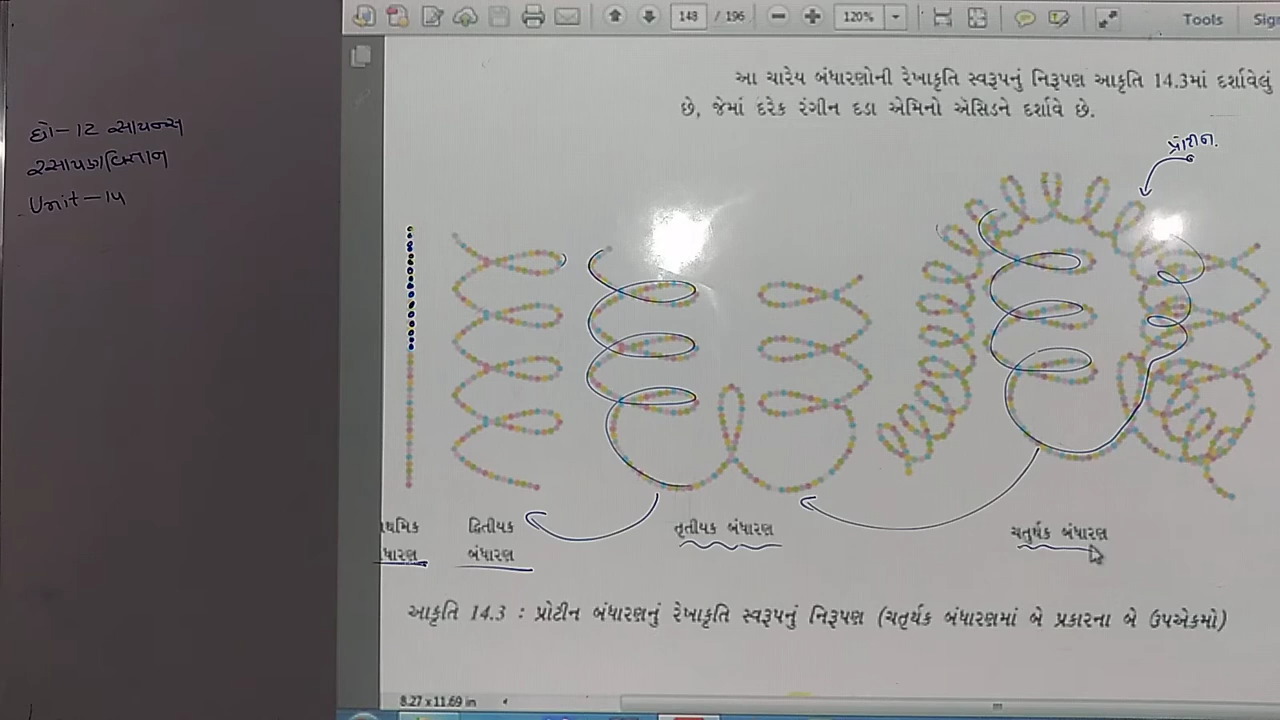 148 / 196
120%
Tools
આ ચારેય બંધારણોની રેખાકૃતિ સ્વરૂપનું નિરૂપણ આકૃતિ 14.3માં દર્શાવેલું
છે, જેમાં દરેક રંગીન દડા એમિનો ઍસિડને દર્શાવે છે.
ધો-12 સાયન્સ
રસાયણવિજ્ઞાન
Unit-14
પ્રોટીન.
દ્વિતીયક
બંધારણ
તૃતીયક બંધારણ
ચતુર્થક બંધારણ
આકૃતિ 14.3 : પ્રોટીન બંધારણનું રેખાકૃતિ સ્વરૂપનું નિરૂપણ (ચતુર્થક બંધારણમાં બે પ્રકારના બે ઉપએકમો)
8.27 x 11.69 in